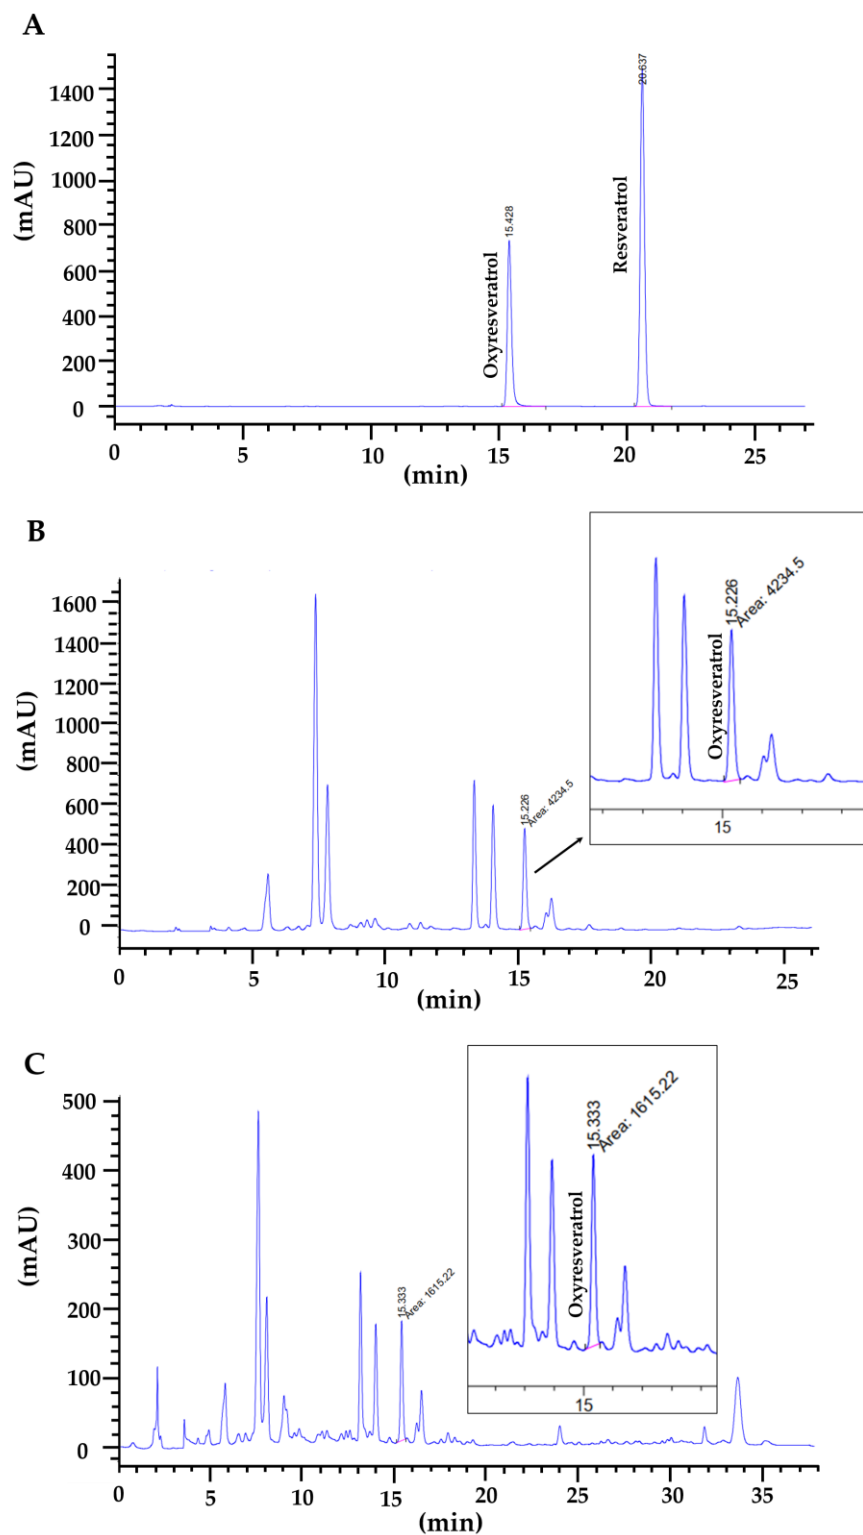 A
(mAU)
1400
1200
1000
800
600
400
200
0
Oxyresveratrol
15.428
Resveratrol
20.637
0 5 10 15 20 25
(min)
B
(mAU)
1600
1400
1200
1000
800
600
400
200
0
15.226
Area: 4234.5
0 5 10 15 20 25
(min)
Oxyresveratrol
15.226
Area: 4234.5
15
C
(mAU)
500
400
300
200
100
0
15.333
Area: 1615.22
0 5 10 15 20 25 30 35
(min)
Oxyresveratrol
15.333
Area: 1615.22
15